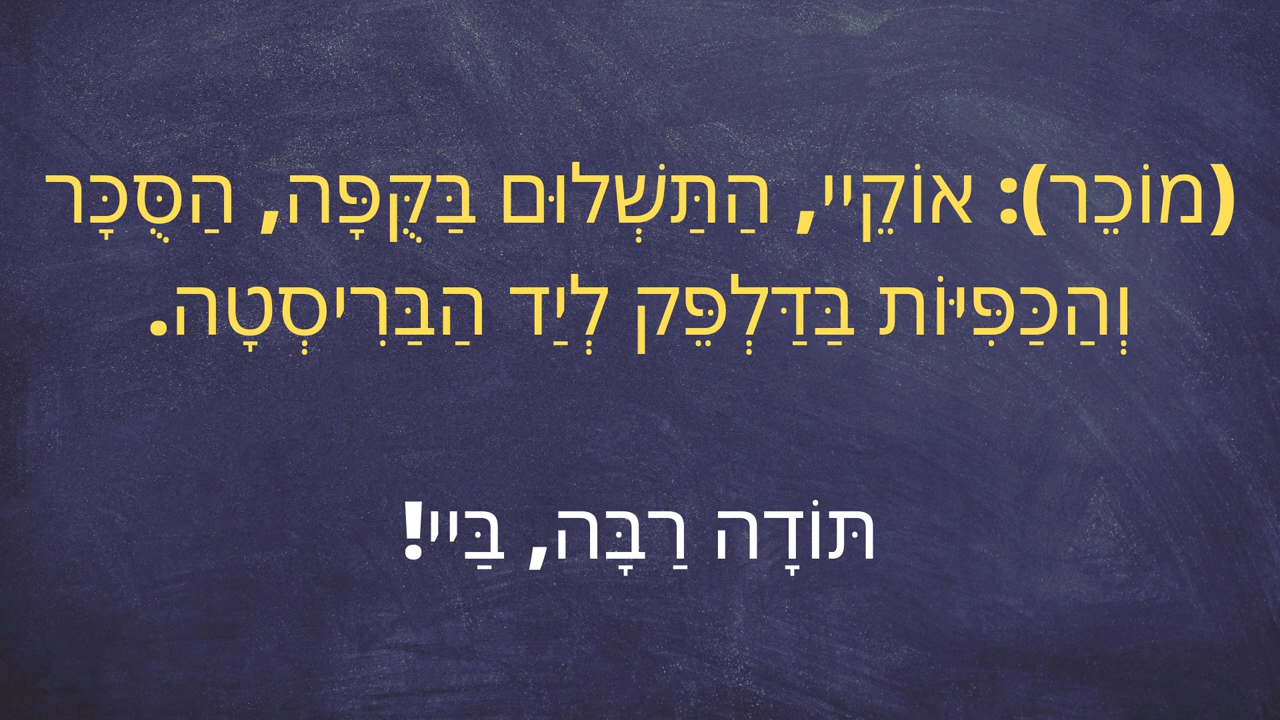 (מוֹכֵר): אוֹקֵיי, הַתַּשְׁלוּם בַּקֻּפָּה, הַסֻּכָּר
וְהַכַּפִּיּוֹת בַּדַּלְפֵּק לְיַד הַבַּרִיסְטָה.
תּוֹדָה רַבָּה, בַּיי!